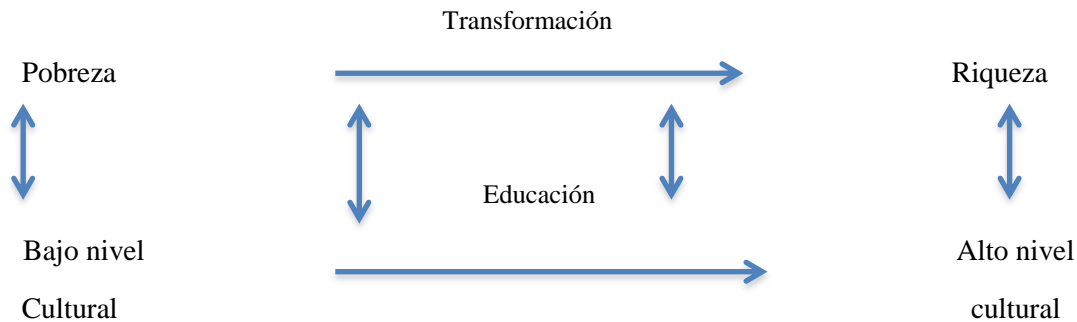 Transformación
Pobreza
Riqueza
Educación
Bajo nivel
Cultural
Alto nivel
cultural